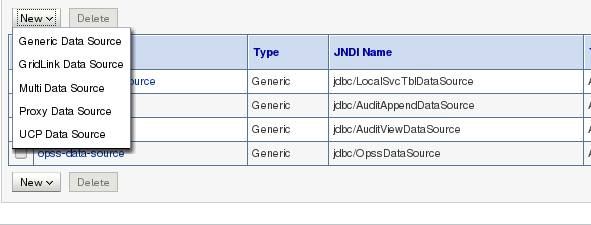 New Delete
Generic Data Source
GridLink Data Source
Multi Data Source
Proxy Data Source
UCP Data Source
Type JNDI Name
Generic jdbc/LocalSvcTblDataSource
Generic jdbc/AuditAppendDataSource
Generic jdbc/AuditViewDataSource
opss-data-source Generic jdbc/OpssDataSource
New Delete